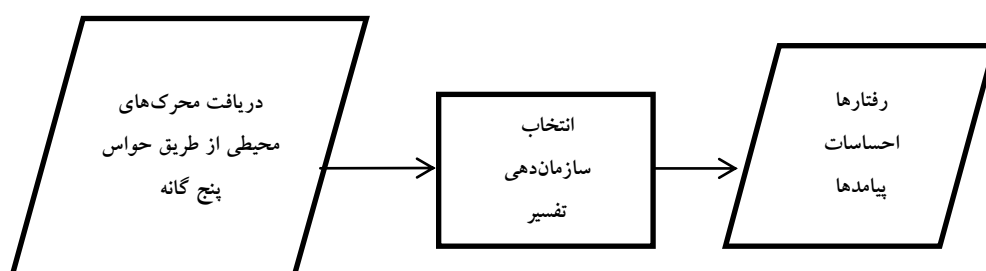 دریافت محرک‌های
محیطی از طریق حواس
پنج گانه
انتخاب
سازمان‌دهی
تفسیر
رفتارها
احساسات
پیامدها